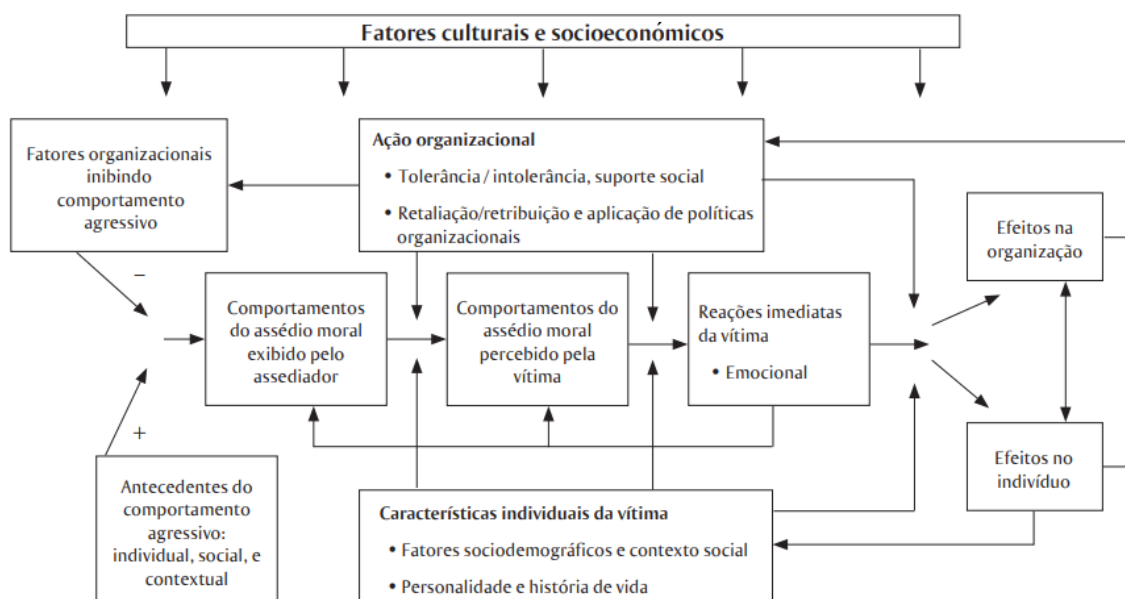 Fatores culturais e socioeconómicos
Fatores organizacionais
inibindo
comportamento
agressivo
Ação organizacional
• Tolerância / intolerância, suporte social
• Retaliação/retribuição e aplicação de políticas
organizacionais
Efeitos na
organização
–
Comportamentos
do assédio moral
exibido pelo
assediador
Comportamentos do
assédio moral
percebido pela
vítima
Reações imediatas
da vítima
• Emocional
+
Antecedentes do
comportamento
agressivo:
individual, social, e
contextual
Características individuais da vítima
• Fatores sociodemográficos e contexto social
• Personalidade e história de vida
Efeitos no
indivíduo